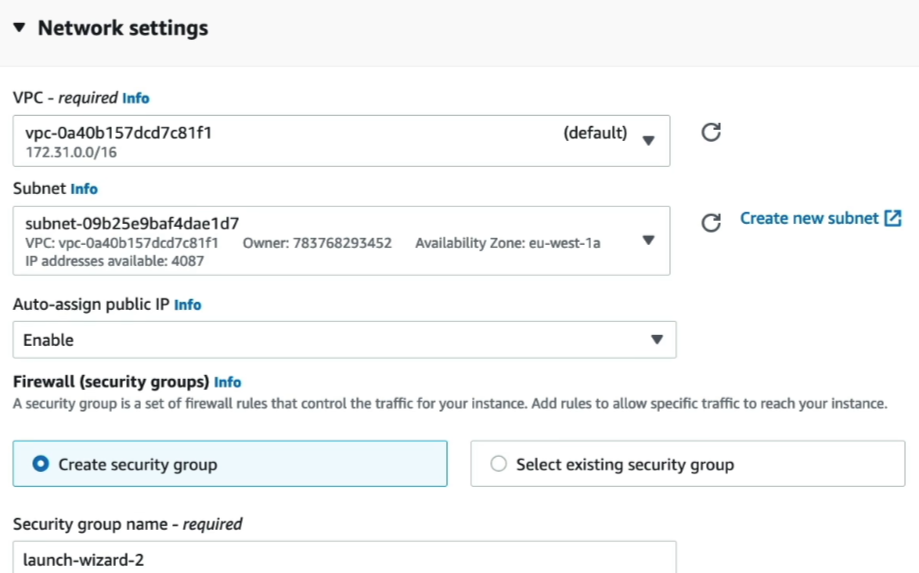 Network settings
VPC - required Info
vpc-0a40b157dcd7c81f1 (default)
172.31.0.0/16
Subnet Info
subnet-09b25e9baf4dae1d7
VPC: vpc-0a40b157dcd7c81f1 Owner: 783768293452 Availability Zone: eu-west-1a
IP addresses available: 4087
Create new subnet
Auto-assign public IP Info
Enable
Firewall (security groups) Info
A security group is a set of firewall rules that control the traffic for your instance. Add rules to allow specific traffic to reach your instance.
Create security group
Select existing security group
Security group name - required
launch-wizard-2